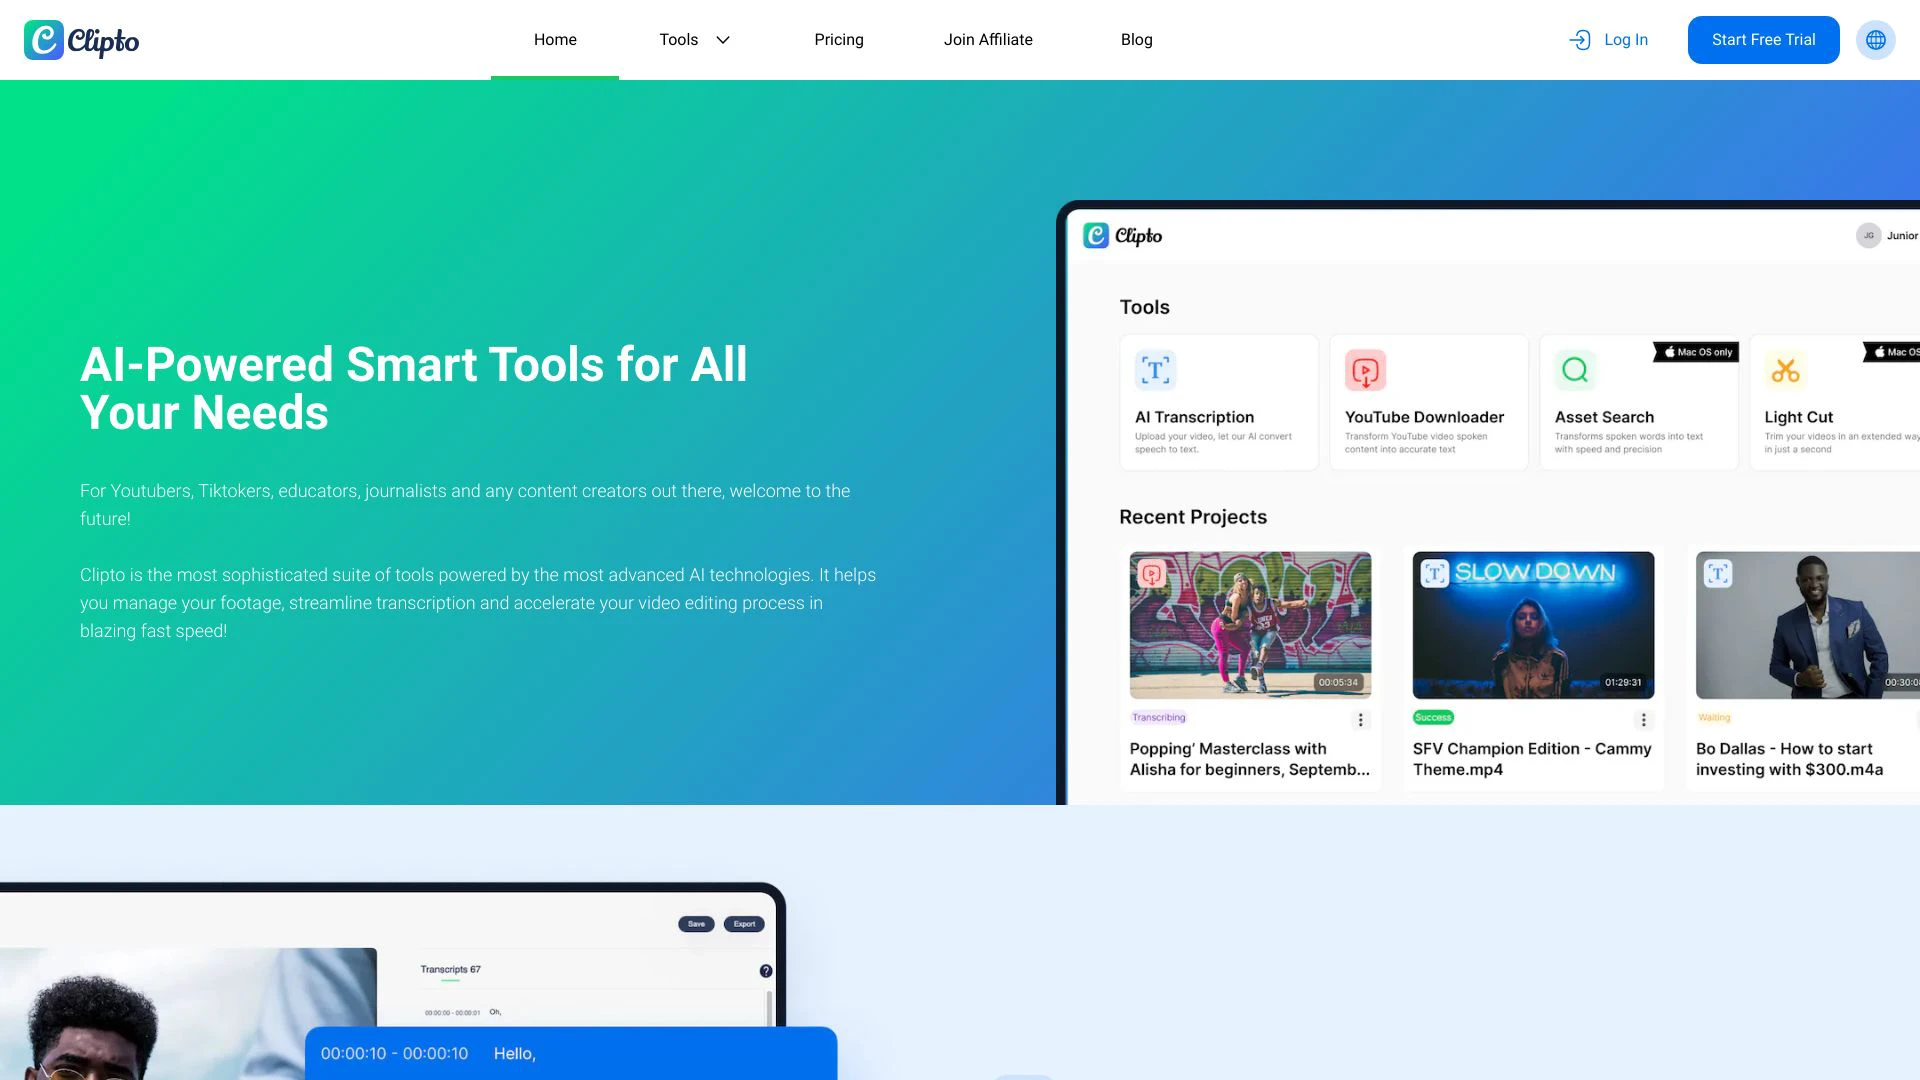 Clipto
Home
Tools
Pricing
Join Affiliate
Blog
Log In
Start Free Trial
AI-Powered Smart Tools for All
Your Needs
For Youtubers, Tiktokers, educators, journalists and any content creators out there, welcome to the
future!
Clipto is the most sophisticated suite of tools powered by the most advanced AI technologies. It helps
you manage your footage, streamline transcription and accelerate your video editing process in
blazing fast speed!
Clipto
JG Junior
Tools
Mac OS only
Mac OS
AI Transcription
Upload your video, let our AI convert
speech to text.
YouTube Downloader
Transform YouTube video spoken
content into accurate text
Asset Search
Transforms spoken words into text
with speed and precision
Light Cut
Trim your videos in an extended way
in just a second
Recent Projects
SLOW DOWN
00:05:34
01:29:31
00:30:0
Transcribing
Popping’ Masterclass with
Alisha for beginners, Septemb...
Success
SFV Champion Edition - Cammy
Theme.mp4
Waiting
Bo Dallas - How to start
investing with $300.m4a
Save
Export
Transcripts 67
?
00:00:00 - 00:00:01 Oh,
00:00:10 - 00:00:10 Hello,